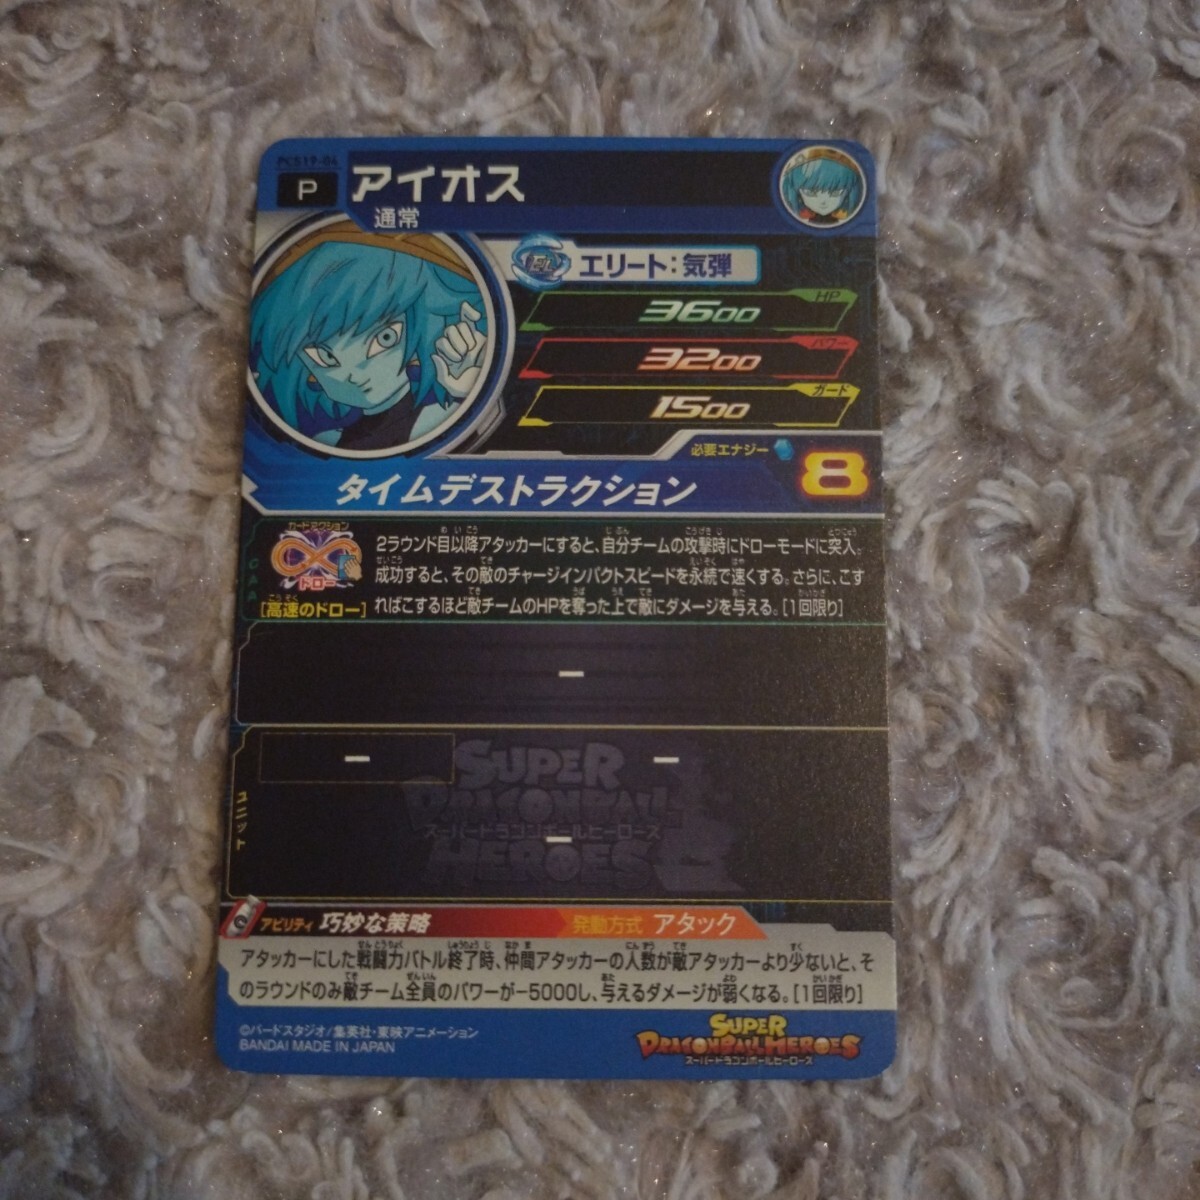 PCS19-04
P
アイオス
通常
エリート:気弾
HP
3600
パワー
3200
ガード
1500
必要エナジー
8
タイムデストラクション
CAA
カードアクション
ドロー
[高速のドロー]
2ラウンド目以降アタッカーにすると、自分チームの攻撃時にドローモードに突入。
成功すると、その敵のチャージインパクトスピードを永続で速くする。さらに、こす
ればこするほど敵チームのHPを奪った上で敵にダメージを与える。[1回限り]
ー
ユニット
ー
ー
ー
SUPER
DRAGONBALL
スーパードラゴンボールヒーローズ
HEROES
アビリティ 巧妙な策略
発動方式 アタック
アタッカーにした戦闘力バトル終了時、仲間アタッカーの人数が敵アタッカーより少ないと、そ
のラウンドのみ敵チーム全員のパワーが-5000し、与えるダメージが弱くなる。[1回限り]
©バードスタジオ/集英社・東映アニメーション
BANDAI MADE IN JAPAN
SUPER
DRAGONBALL HEROES
スーパードラゴンボールヒーローズ